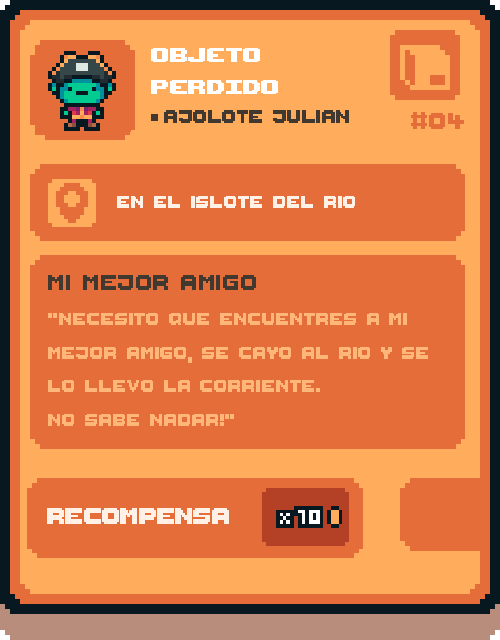 OBJETO
PERDIDO
▪ AJOLOTE JULIAN
#04
EN EL ISLOTE DEL RIO
MI MEJOR AMIGO
"NECESITO QUE ENCUENTRES A MI
MEJOR AMIGO, SE CAYO AL RIO Y SE
LO LLEVO LA CORRIENTE.
NO SABE NADAR!"
RECOMPENSA x10